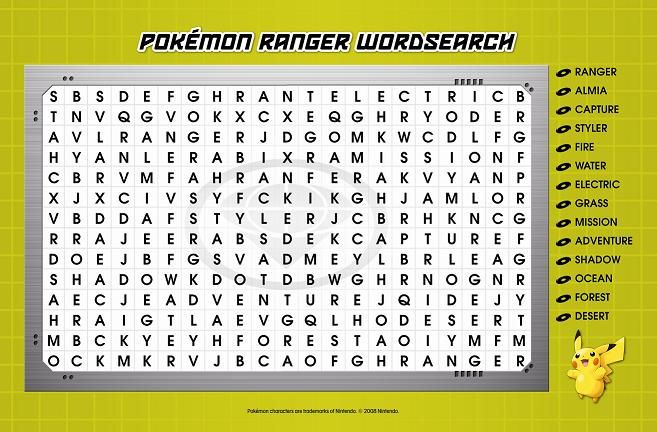 POKÉMON RANGER WORDSEARCH
S B S D E F G H R A N T E L E C T R I C B
T N V Q G V O K X C X E Q G H R Y O D E R
A V L R A N G E R J D G O M K W C D L F G
H Y A N L E R A B I X R A M I S S I O N F
C B R V M F A H R A N F E R A K V Y A N P
X J X C I V S Y F C K I K G H J A M L O R
V B D D A F S T Y L E R J C B R H K N C G
R R A J E E R A B S D E K C A P T U R E F
D O E J B F G S V A D M E Y L B R L E A G
S H A D O W K D O T D B W G H R N O G N R
A E C J E A D V E N T U R E J Q I D E J Y
H R A I G T L A E V G Q L H O D E S E R T
M B C K Y E Y H F O R E S T A O I Y M F M
O C K M K R V J B C A O F G H R A N G E R
RANGER
ALMIA
CAPTURE
STYLER
FIRE
WATER
ELECTRIC
GRASS
MISSION
ADVENTURE
SHADOW
OCEAN
FOREST
DESERT
Pokémon characters are trademarks of Nintendo. © 2008 Nintendo.